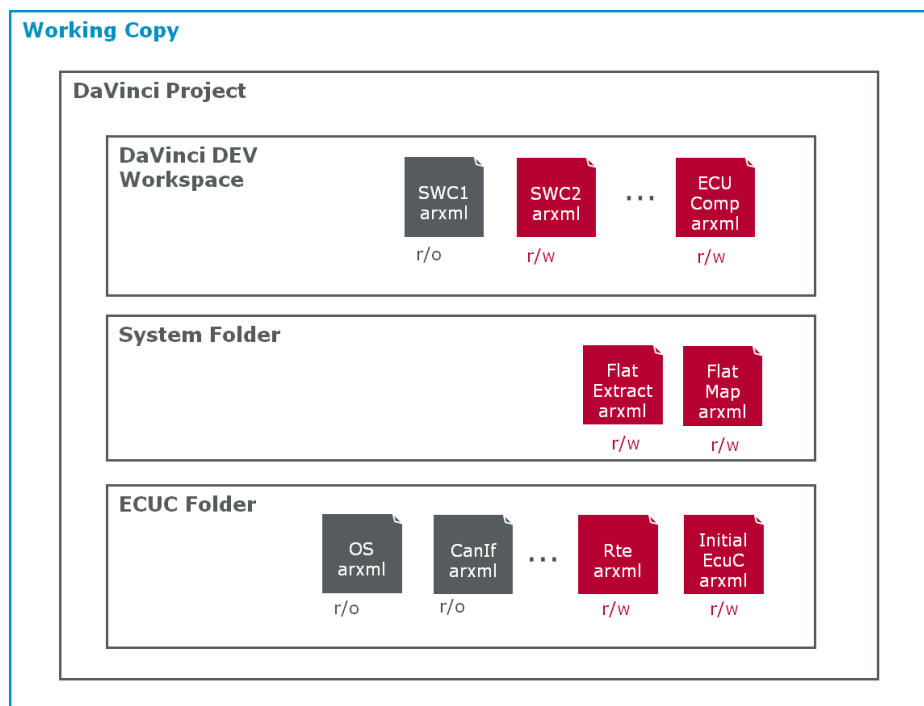 Working Copy
DaVinci Project
DaVinci DEV
Workspace
SWC1
arxml
r/o
SWC2
arxml
r/w
...
ECU
Comp
arxml
r/w
System Folder
Flat
Extract
arxml
r/w
Flat
Map
arxml
r/w
ECUC Folder
OS
arxml
r/o
CanIf
arxml
r/o
...
Rte
arxml
r/w
Initial
EcuC
arxml
r/w